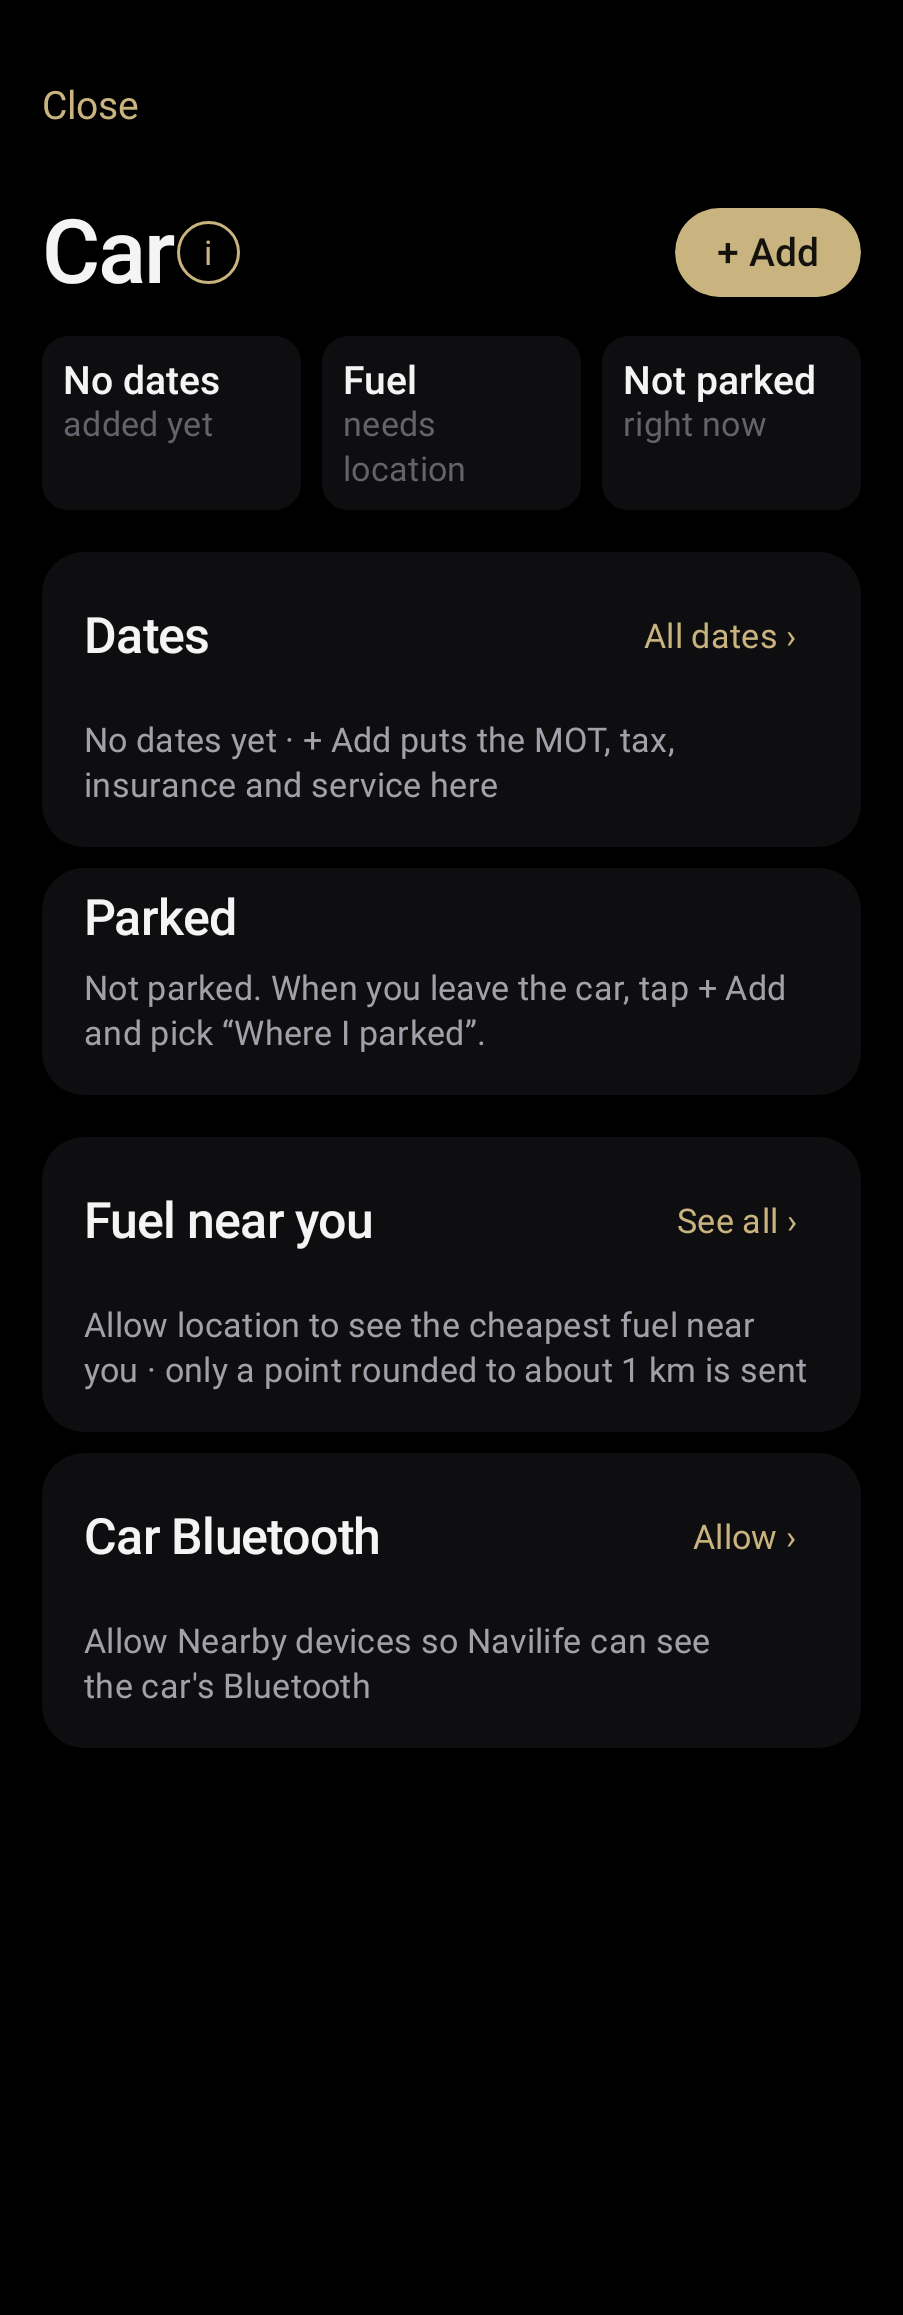 Close
Car i
+ Add
No dates
added yet
Fuel
needs
location
Not parked
right now
Dates
All dates ›
No dates yet · + Add puts the MOT, tax,
insurance and service here
Parked
Not parked. When you leave the car, tap + Add
and pick “Where I parked”.
Fuel near you
See all ›
Allow location to see the cheapest fuel near
you · only a point rounded to about 1 km is sent
Car Bluetooth
Allow ›
Allow Nearby devices so Navilife can see
the car's Bluetooth